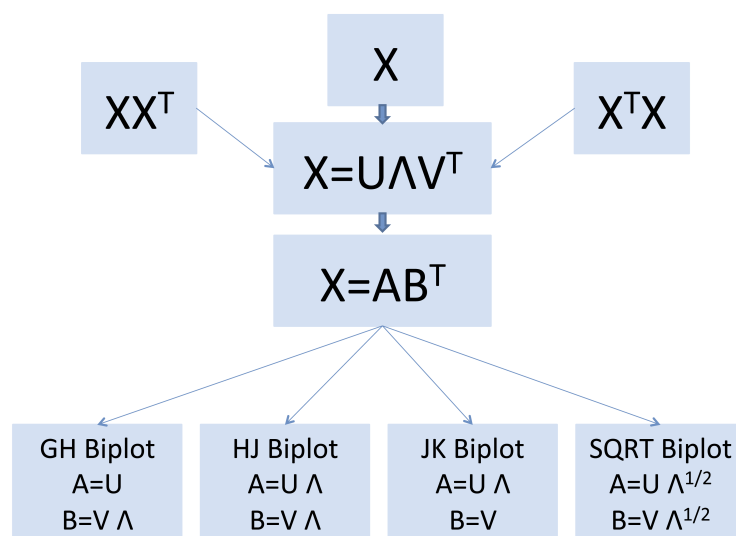 X
XXᵀ
XᵀX
X=UΛVᵀ
X=ABᵀ
GH Biplot
A=U
B=V Λ
HJ Biplot
A=U Λ
B=V Λ
JK Biplot
A=U Λ
B=V
SQRT Biplot
A=U Λ¹ᐟ²
B=V Λ¹ᐟ²